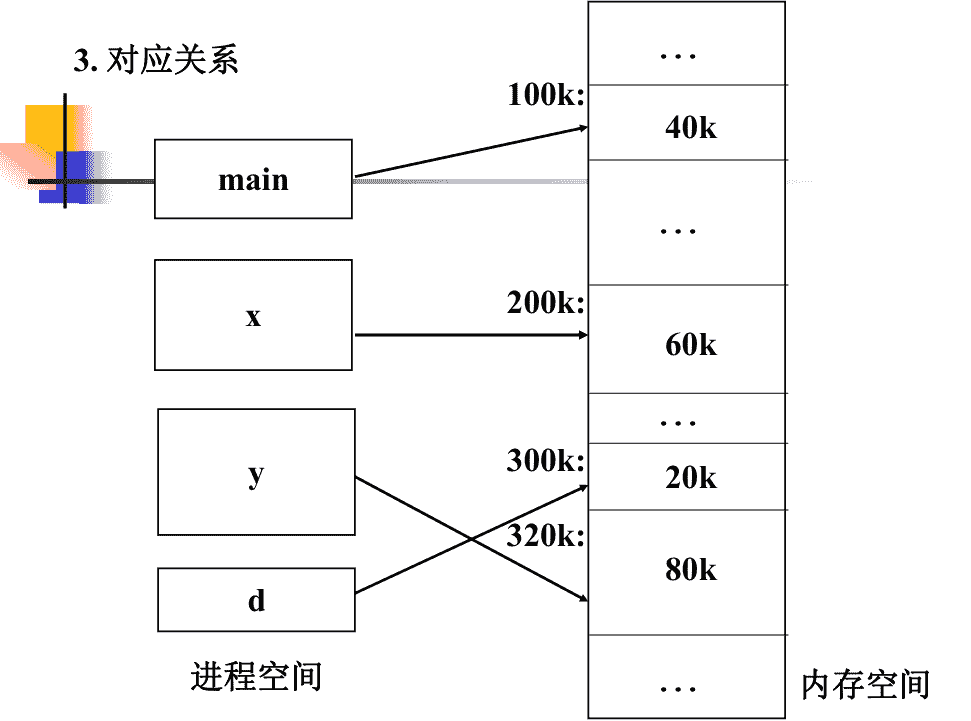 3. 对应关系
...
100k:
40k
main
...
x
200k:
60k
...
y
300k:
20k
320k:
80k
d
进程空间
...
内存空间